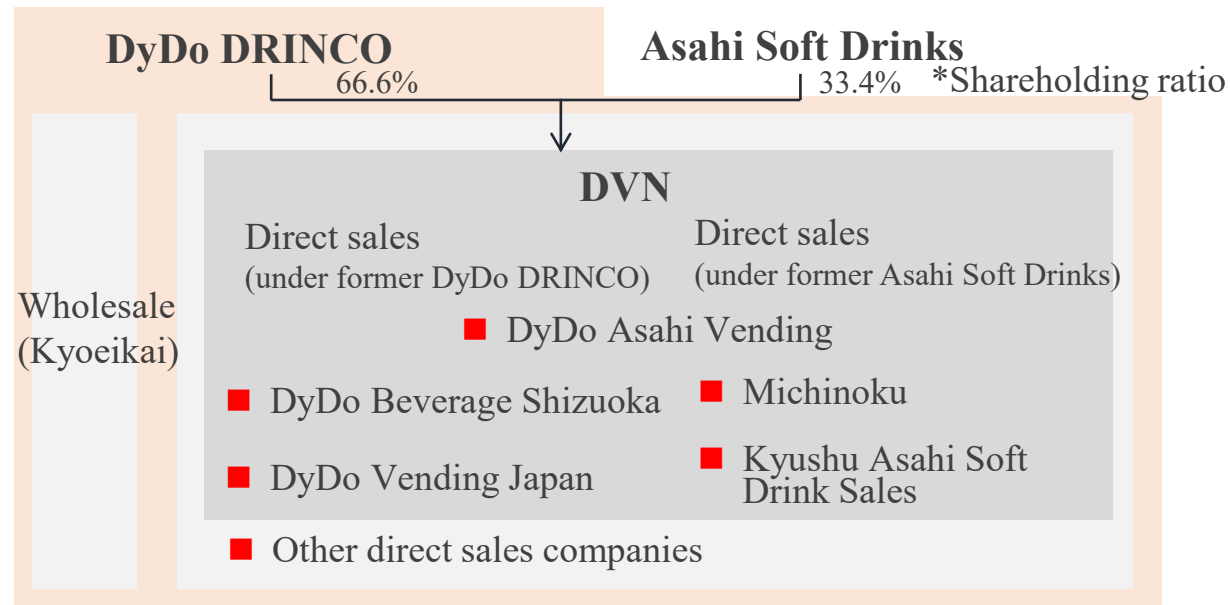 DyDo DRINCO
Asahi Soft Drinks
66.6%
33.4%
*Shareholding ratio
DVN
Direct sales
(under former DyDo DRINCO)
Direct sales
(under former Asahi Soft Drinks)
Wholesale
(Kyoeikai)
DyDo Asahi Vending
DyDo Beverage Shizuoka
Michinoku
DyDo Vending Japan
Kyushu Asahi Soft
Drink Sales
Other direct sales companies